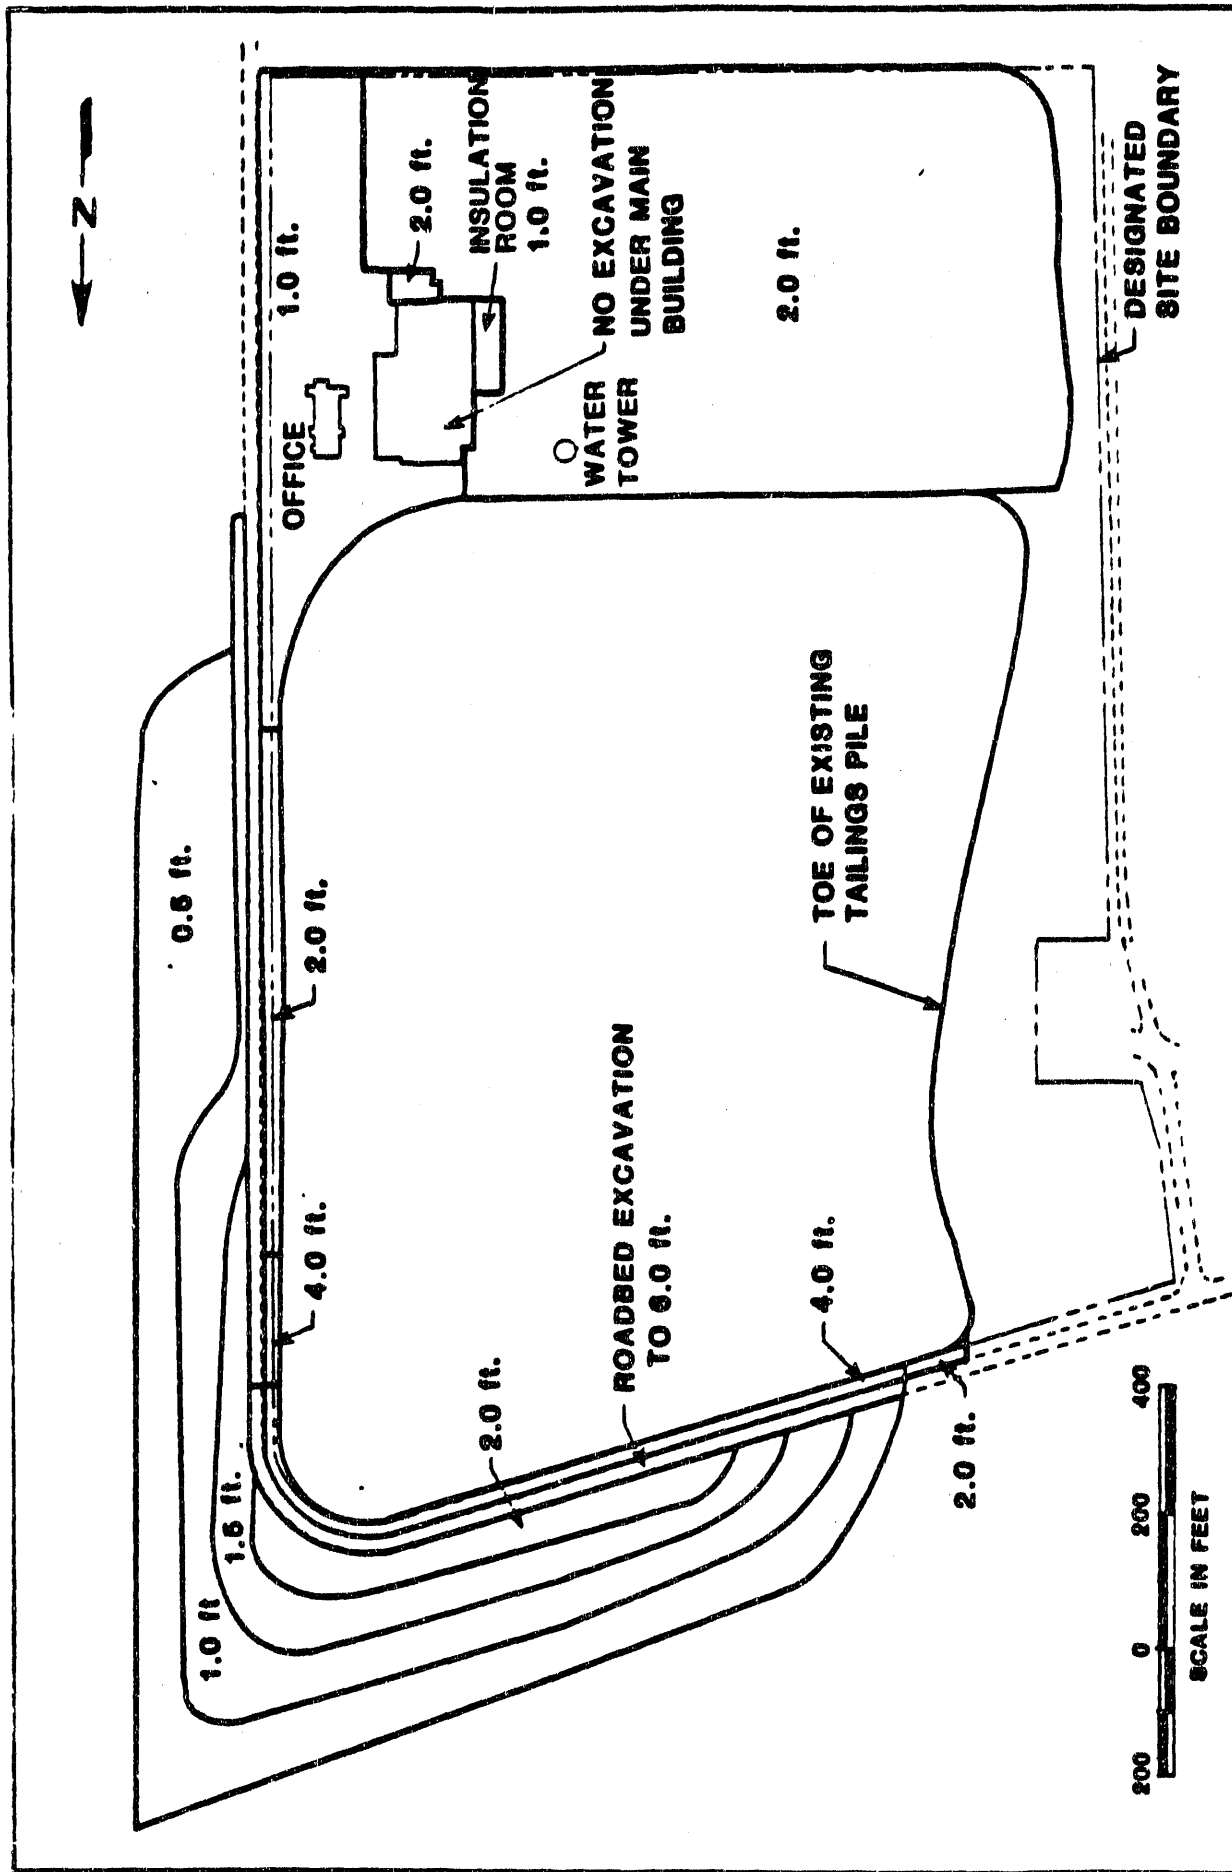 N
1.0 ft.
OFFICE
2.0 ft.
INSULATION
ROOM
1.0 ft.
NO EXCAVATION
UNDER MAIN
BUILDING
WATER
TOWER
2.0 ft.
DESIGNATED
SITE BOUNDARY
0.5 ft.
2.0 ft.
TOE OF EXISTING
TAILINGS PILE
4.0 ft.
ROADBED EXCAVATION
TO 6.0 ft.
4.0 ft.
2.0 ft.
2.0 ft.
1.5 ft.
1.0 ft
200 0 200 400
SCALE IN FEET